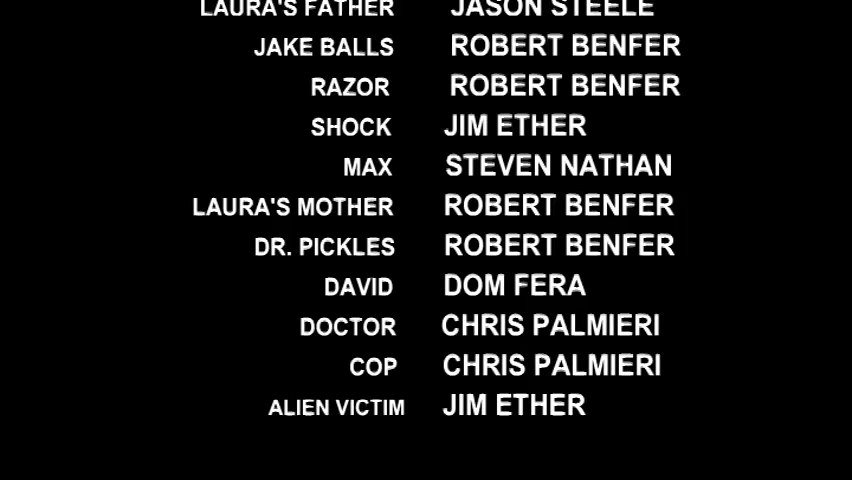 LAURA'S FATHER JASON STEELE
JAKE BALLS ROBERT BENFER
RAZOR ROBERT BENFER
SHOCK JIM ETHER
MAX STEVEN NATHAN
LAURA'S MOTHER ROBERT BENFER
DR. PICKLES ROBERT BENFER
DAVID DOM FERA
DOCTOR CHRIS PALMIERI
COP CHRIS PALMIERI
ALIEN VICTIM JIM ETHER